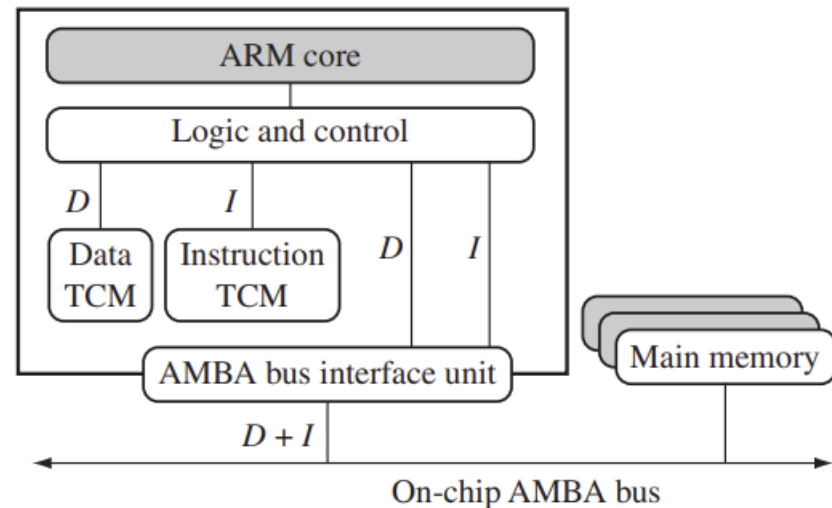 ARM core
Logic and control
D
I
D
I
Data
TCM
Instruction
TCM
Main memory
AMBA bus interface unit
D + I
On-chip AMBA bus